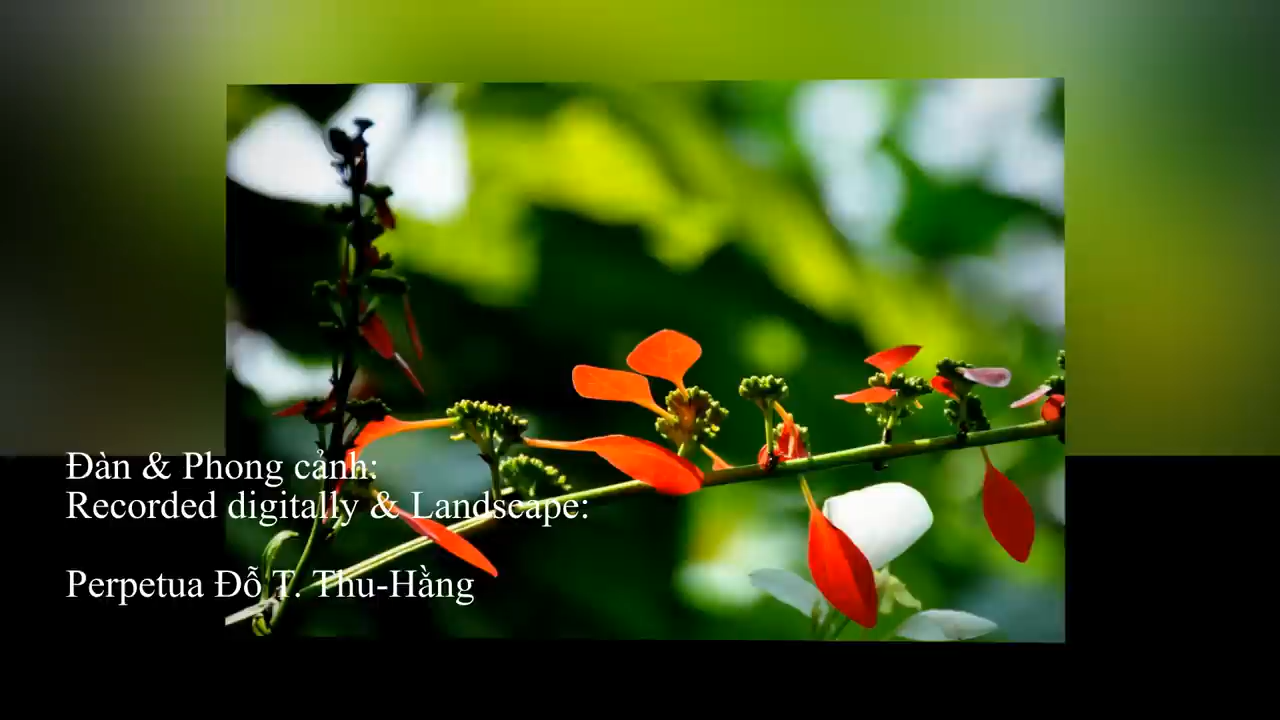 Đàn & Phong cảnh:
Recorded digitally & Landscape:
Perpetua Đỗ T. Thu-Hằng